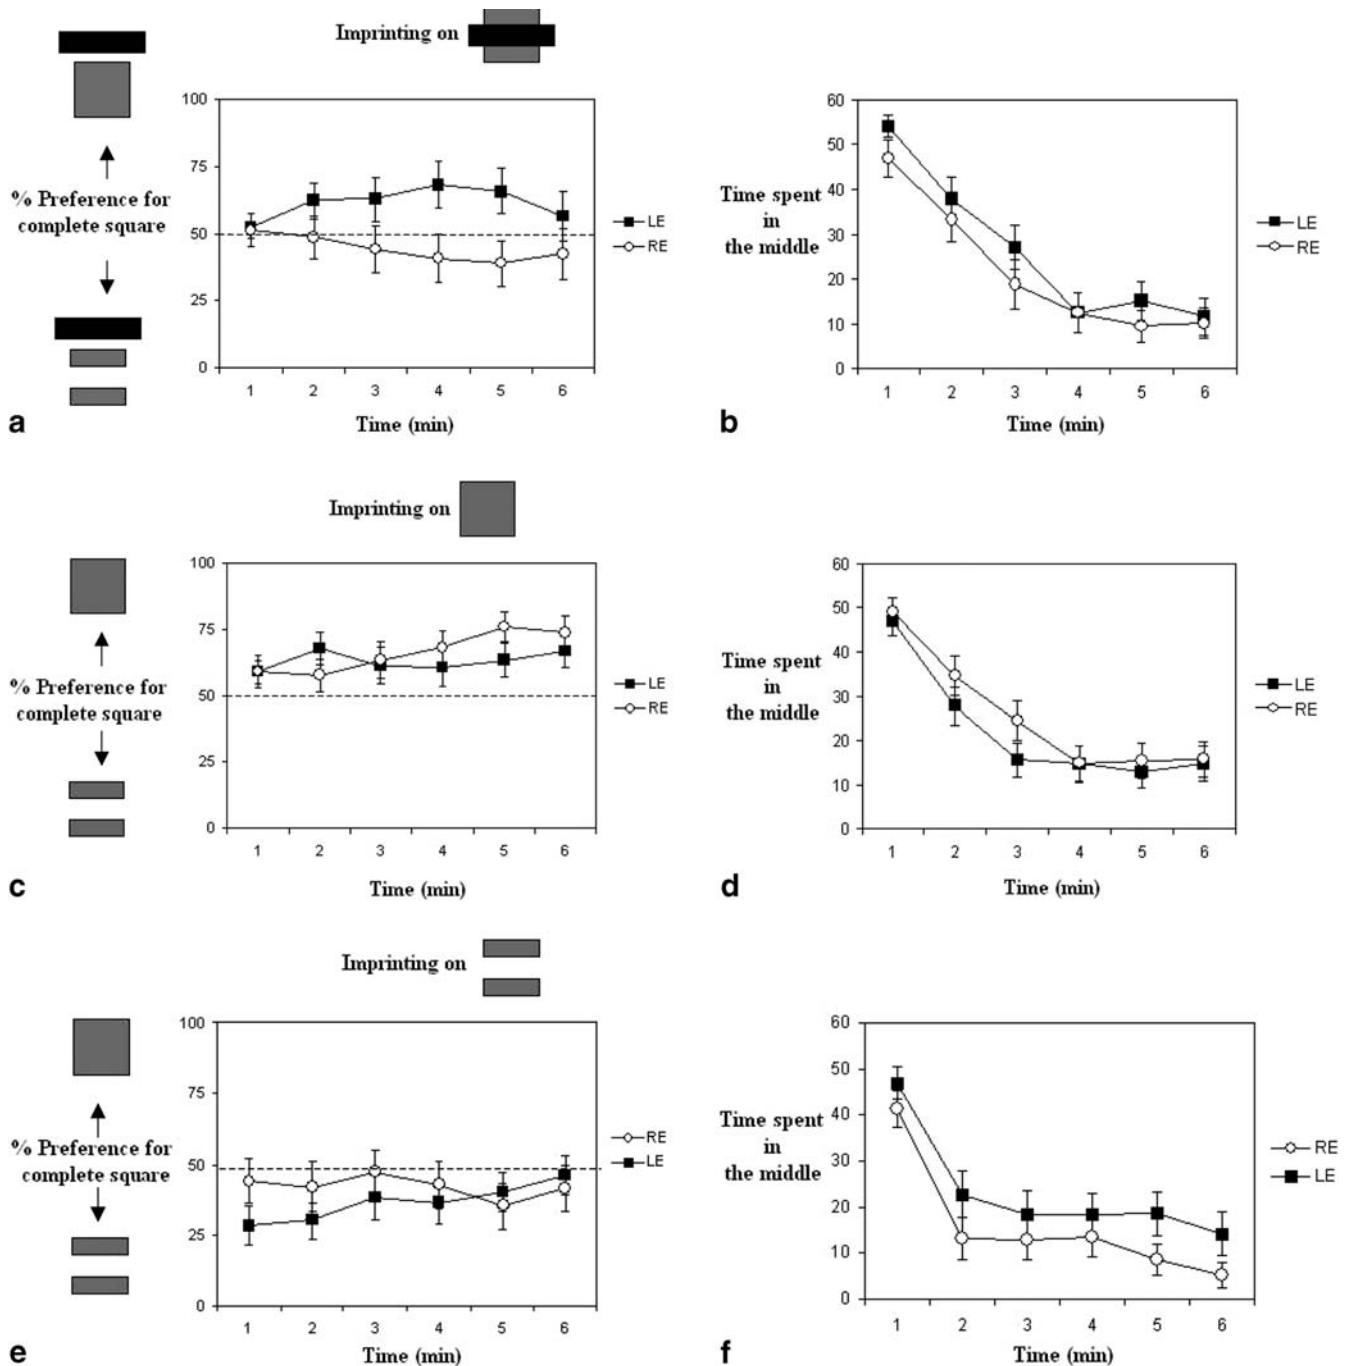 Imprinting on
% Preference for
complete square
100
75
50
25
0
1 2 3 4 5 6
Time (min)
LE
RE
a
Time spent
in
the middle
60
50
40
30
20
10
0
1 2 3 4 5 6
Time (min)
LE
RE
b
Imprinting on
% Preference for
complete square
100
75
50
25
0
1 2 3 4 5 6
Time (min)
LE
RE
c
Time spent
in
the middle
60
50
40
30
20
10
0
1 2 3 4 5 6
Time (min)
LE
RE
d
Imprinting on
% Preference for
complete square
100
75
50
25
0
1 2 3 4 5 6
Time (min)
RE
LE
e
Time spent
in
the middle
60
50
40
30
20
10
0
1 2 3 4 5 6
Time (min)
RE
LE
f